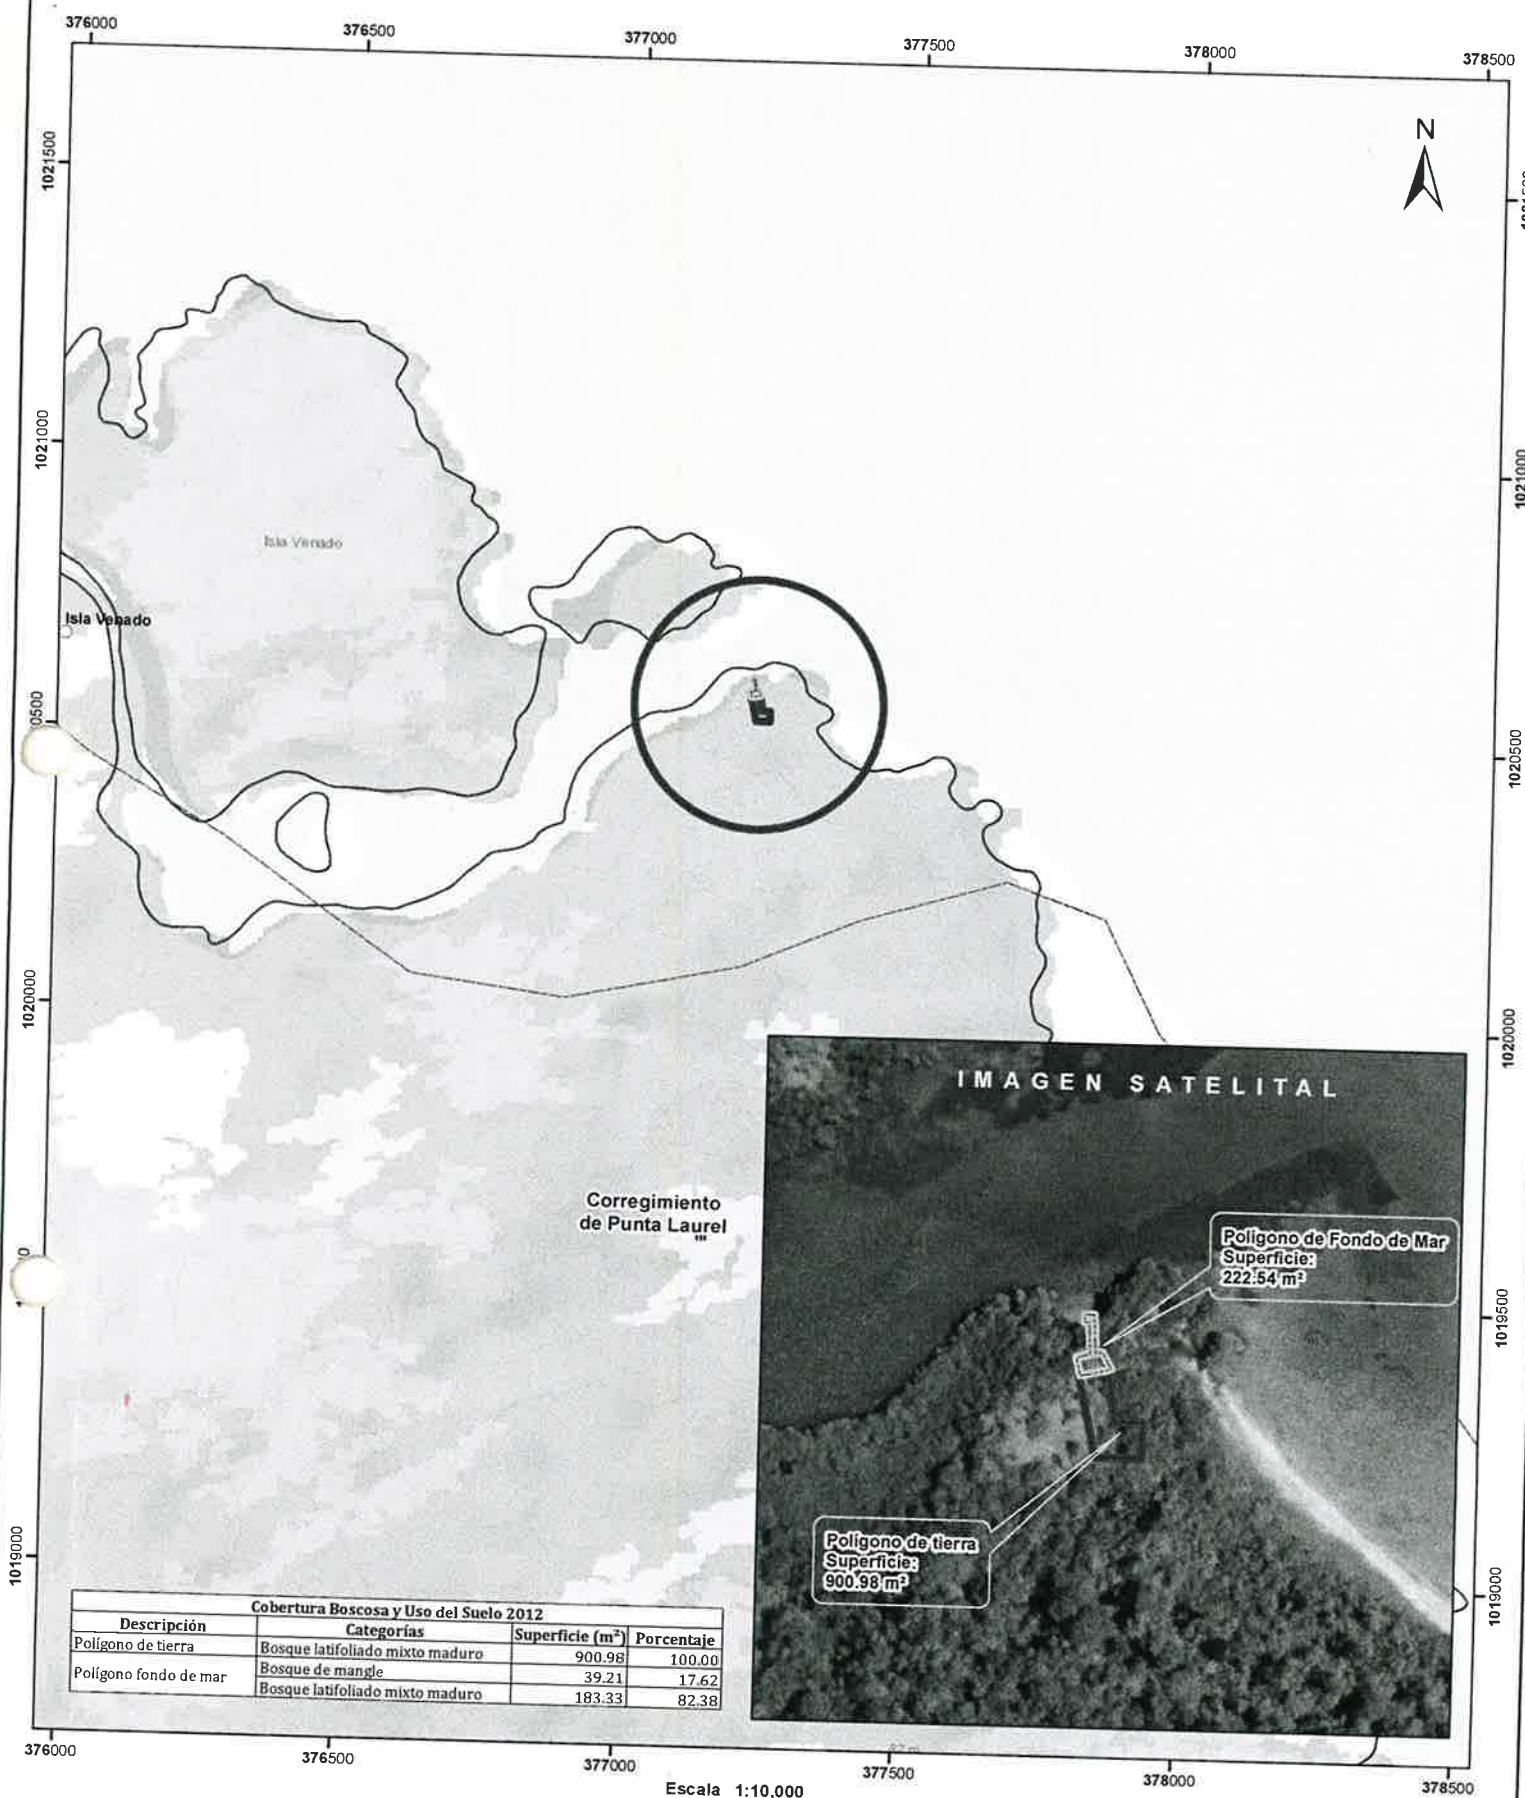 376000
376500
377000
377500
378000
378500
N
1021500
1021000
1021000
Isla Venado
Isla Venado
1020500
1020000
1020000
IMAGEN SATELITAL
Corregimiento
de Punta Laurel
Polígono de Fondo de Mar
Superficie:
222.54 m²
1019500
Polígono de tierra
Superficie:
900.98 m²
1019000
1019000
Cobertura Boscosa y Uso del Suelo 2012
Descripción Categorías Superficie (m²) Porcentaje
Polígono de tierra Bosque latifoliado mixto maduro 900.98 100.00
Polígono fondo de mar Bosque de mangle 39.21 17.62
Bosque latifoliado mixto maduro 183.33 82.38
376000
376500
377000
377500
378000
378500
Escala 1:10,000